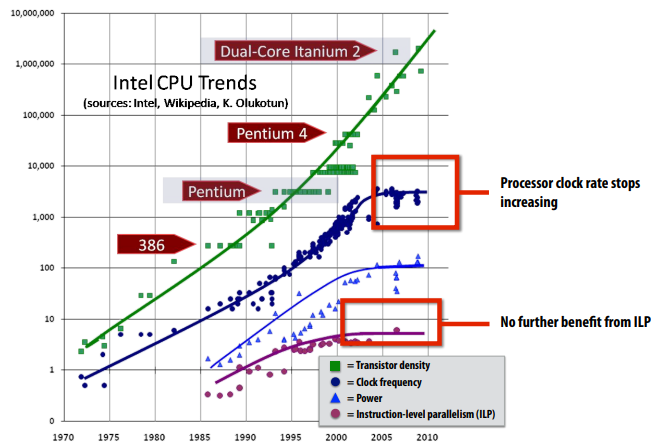 10,000,000
1,000,000
100,000
10,000
1,000
100
10
1
0
1970 1975 1980 1985 1990 1995 2000 2005 2010
Intel CPU Trends
(sources: Intel, Wikipedia, K. Olukotun)
Dual-Core Itanium 2
Pentium 4
Pentium
386
Processor clock rate stops
increasing
No further benefit from ILP
= Transistor density
= Clock frequency
= Power
= Instruction-level parallelism (ILP)